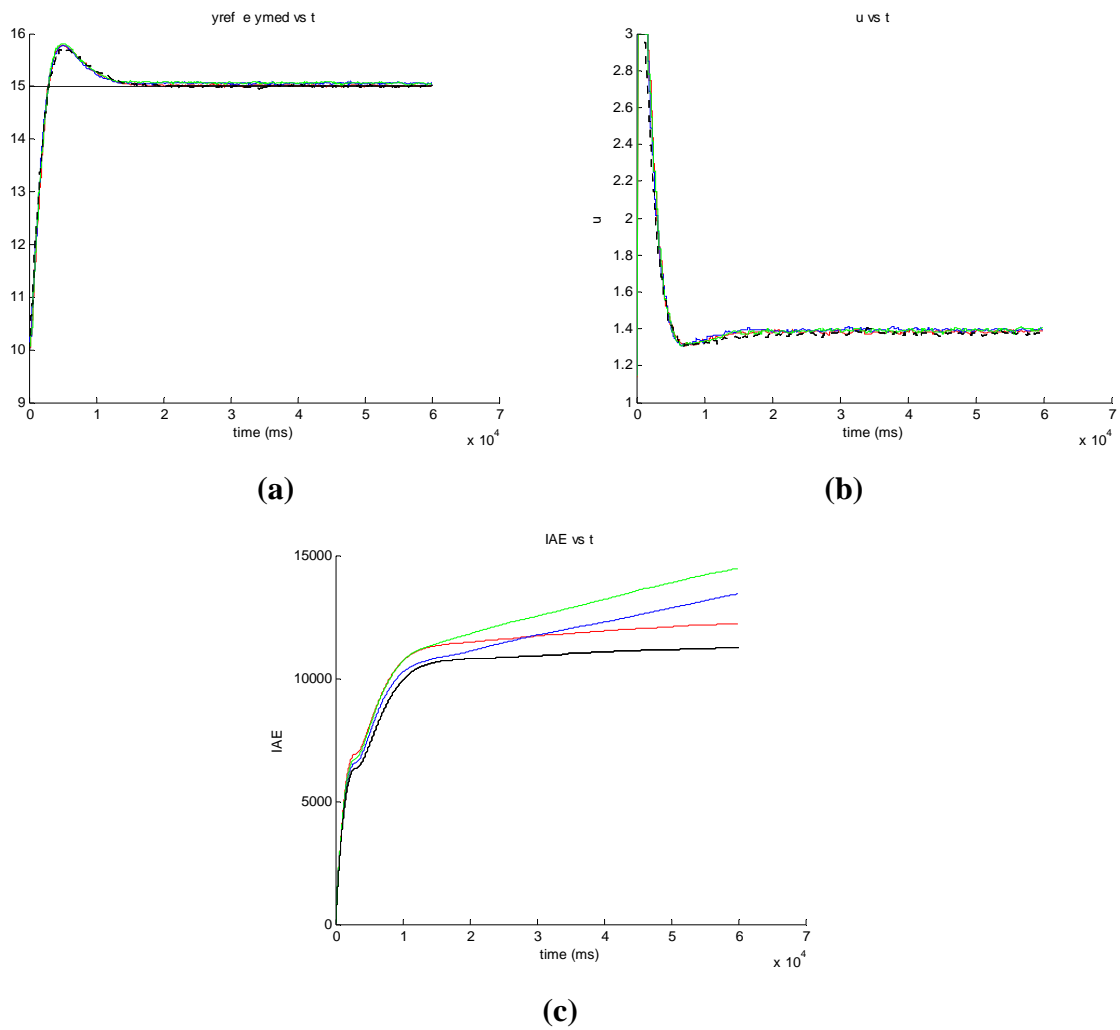 yref e ymed vs t
16
15
14
13
12
11
10
9
0 1 2 3 4 5 6 7
time (ms)
x 10^4
(a)
u vs t
3
2.8
2.6
2.4
2.2
2
1.8
1.6
1.4
1.2
1
u
0 1 2 3 4 5 6 7
time (ms)
x 10^4
(b)
IAE vs t
15000
10000
5000
0
IAE
0 1 2 3 4 5 6 7
time (ms)
x 10^4
(c)